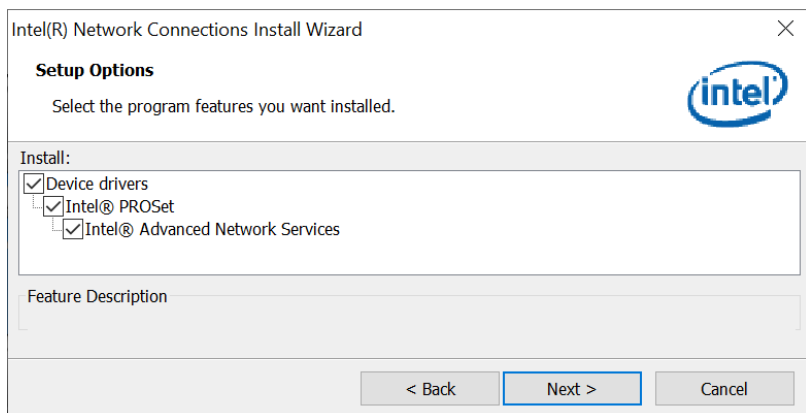 Intel(R) Network Connections Install Wizard
Setup Options
Select the program features you want installed.
intel
Install:
Device drivers
Intel® PROSet
Intel® Advanced Network Services
Feature Description
< Back
Next >
Cancel